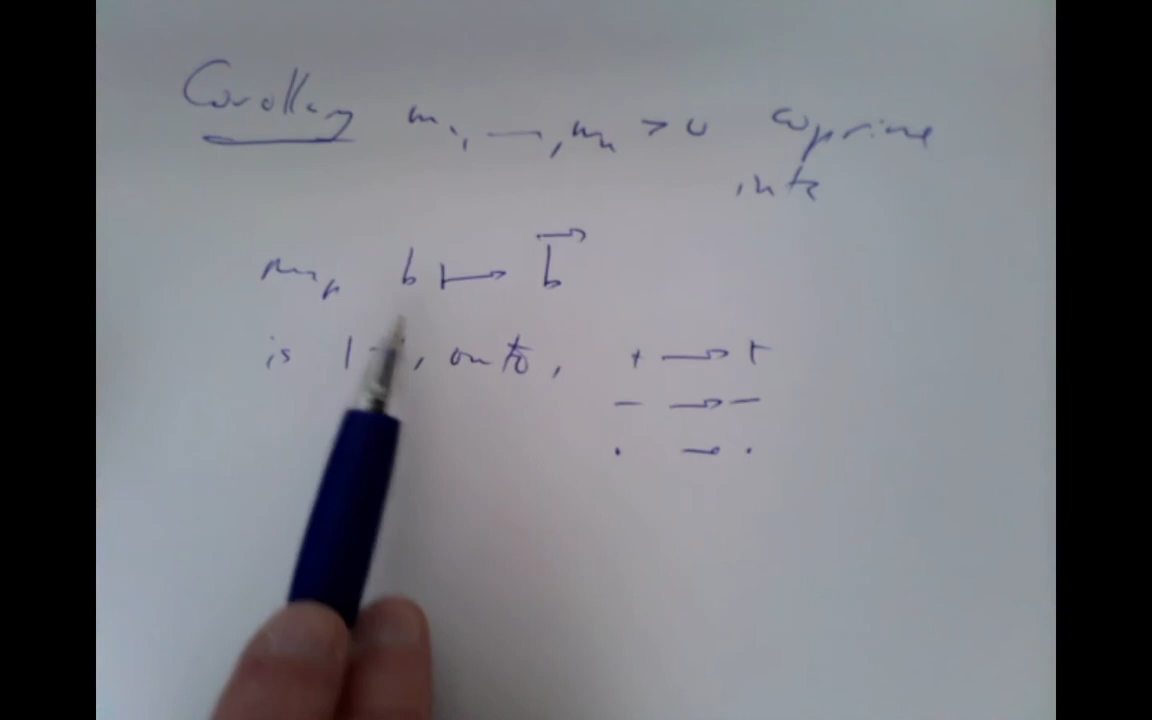 Corollary m₁, —, mₙ > 0 coprime
ints
map b ↦ b⃗
is 1-1, onto, + → +
− → −
· → ·